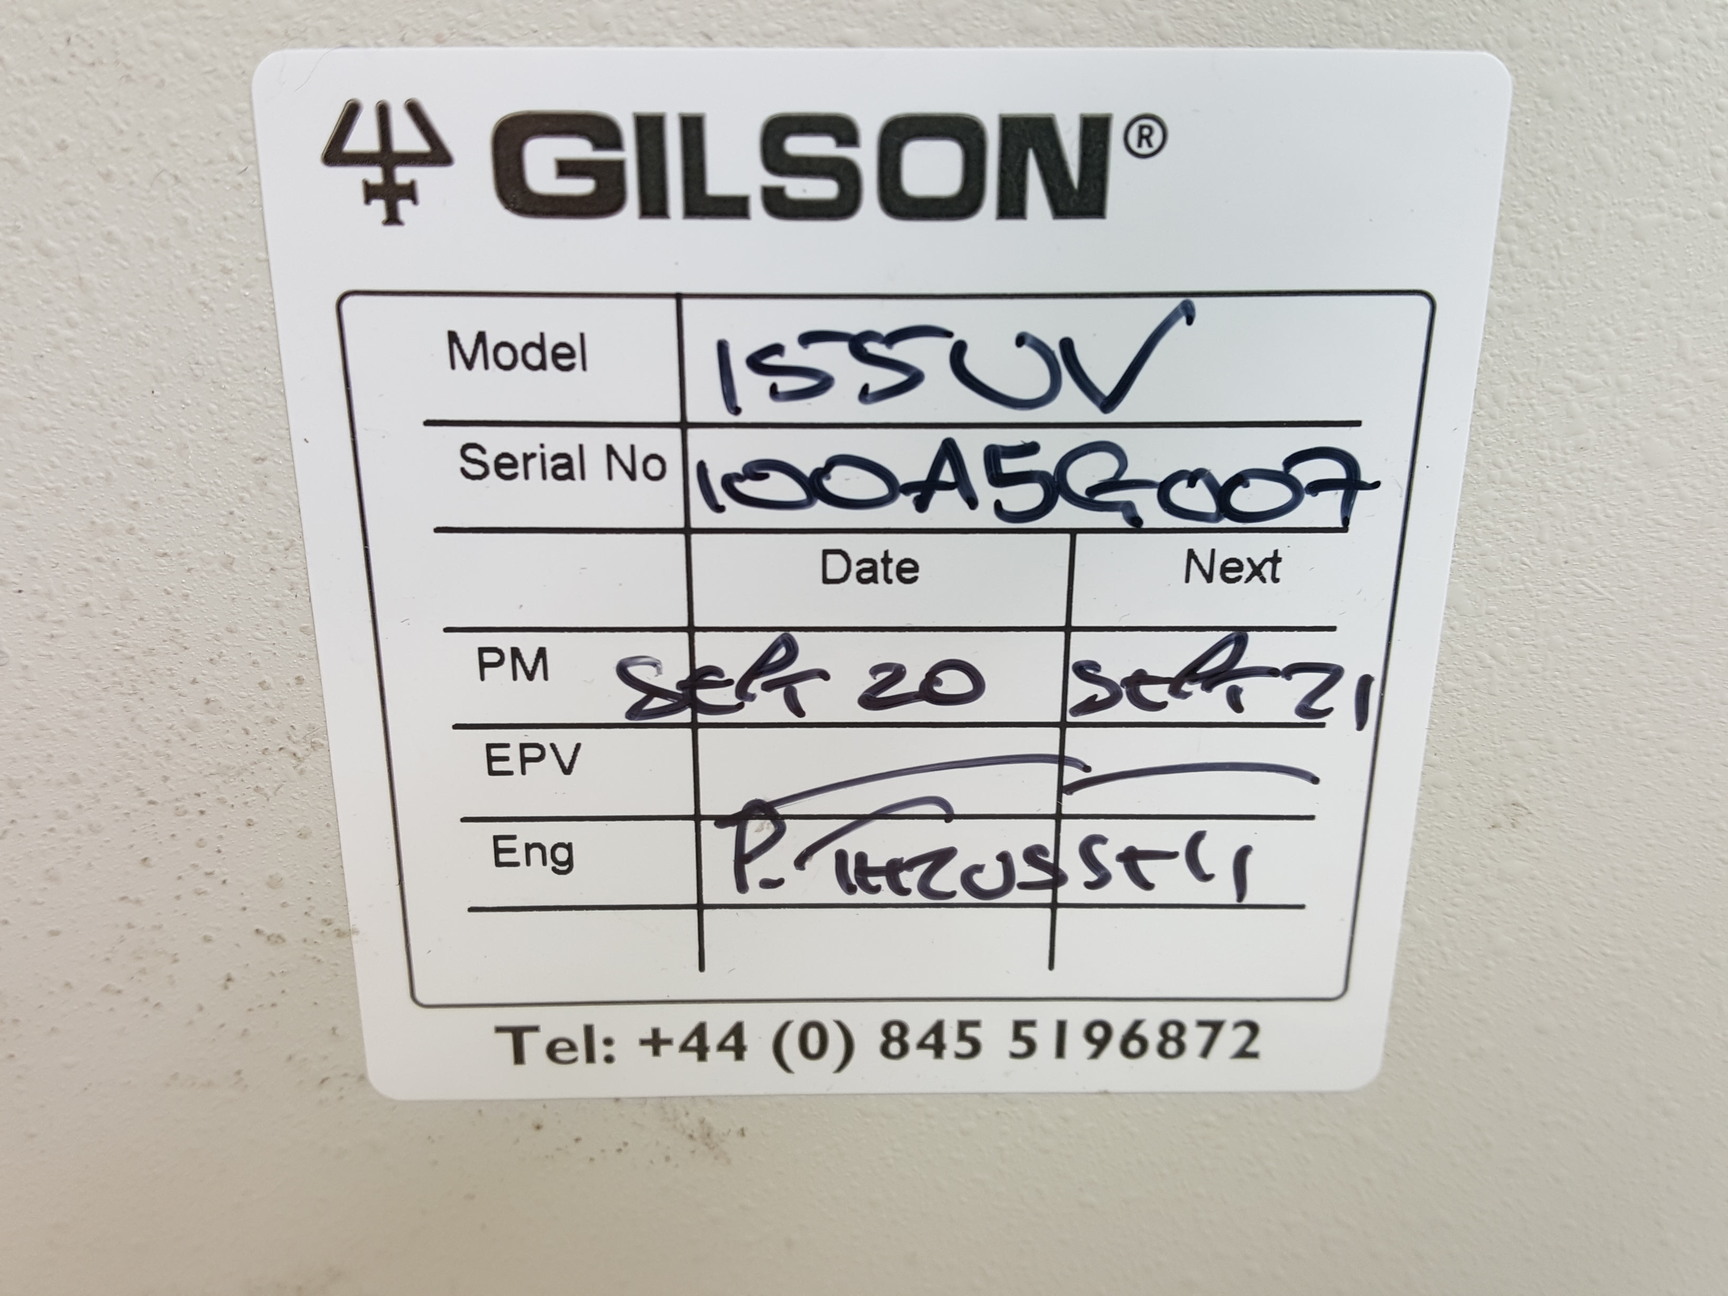 GILSON®
Model 155UV
Serial No 100A5G007
Date Next
PM SEPT 20 SEPT 21
EPV
Eng P. THRUSSELL
Tel: +44 (0) 845 5196872